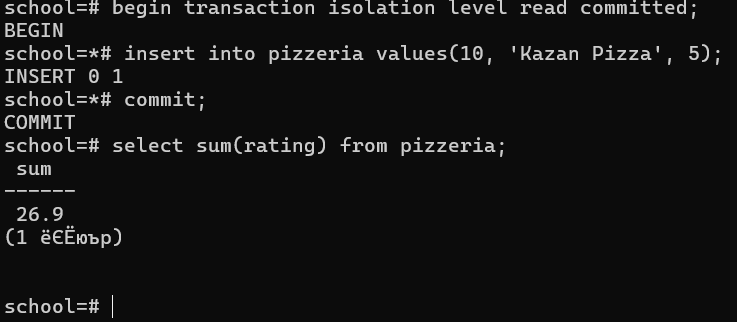 school=# begin transaction isolation level read committed;
BEGIN
school=*# insert into pizzeria values(10, 'Kazan Pizza', 5);
INSERT 0 1
school=*# commit;
COMMIT
school=# select sum(rating) from pizzeria;
sum
------
26.9
(1 ёЄЁюър)
school=#